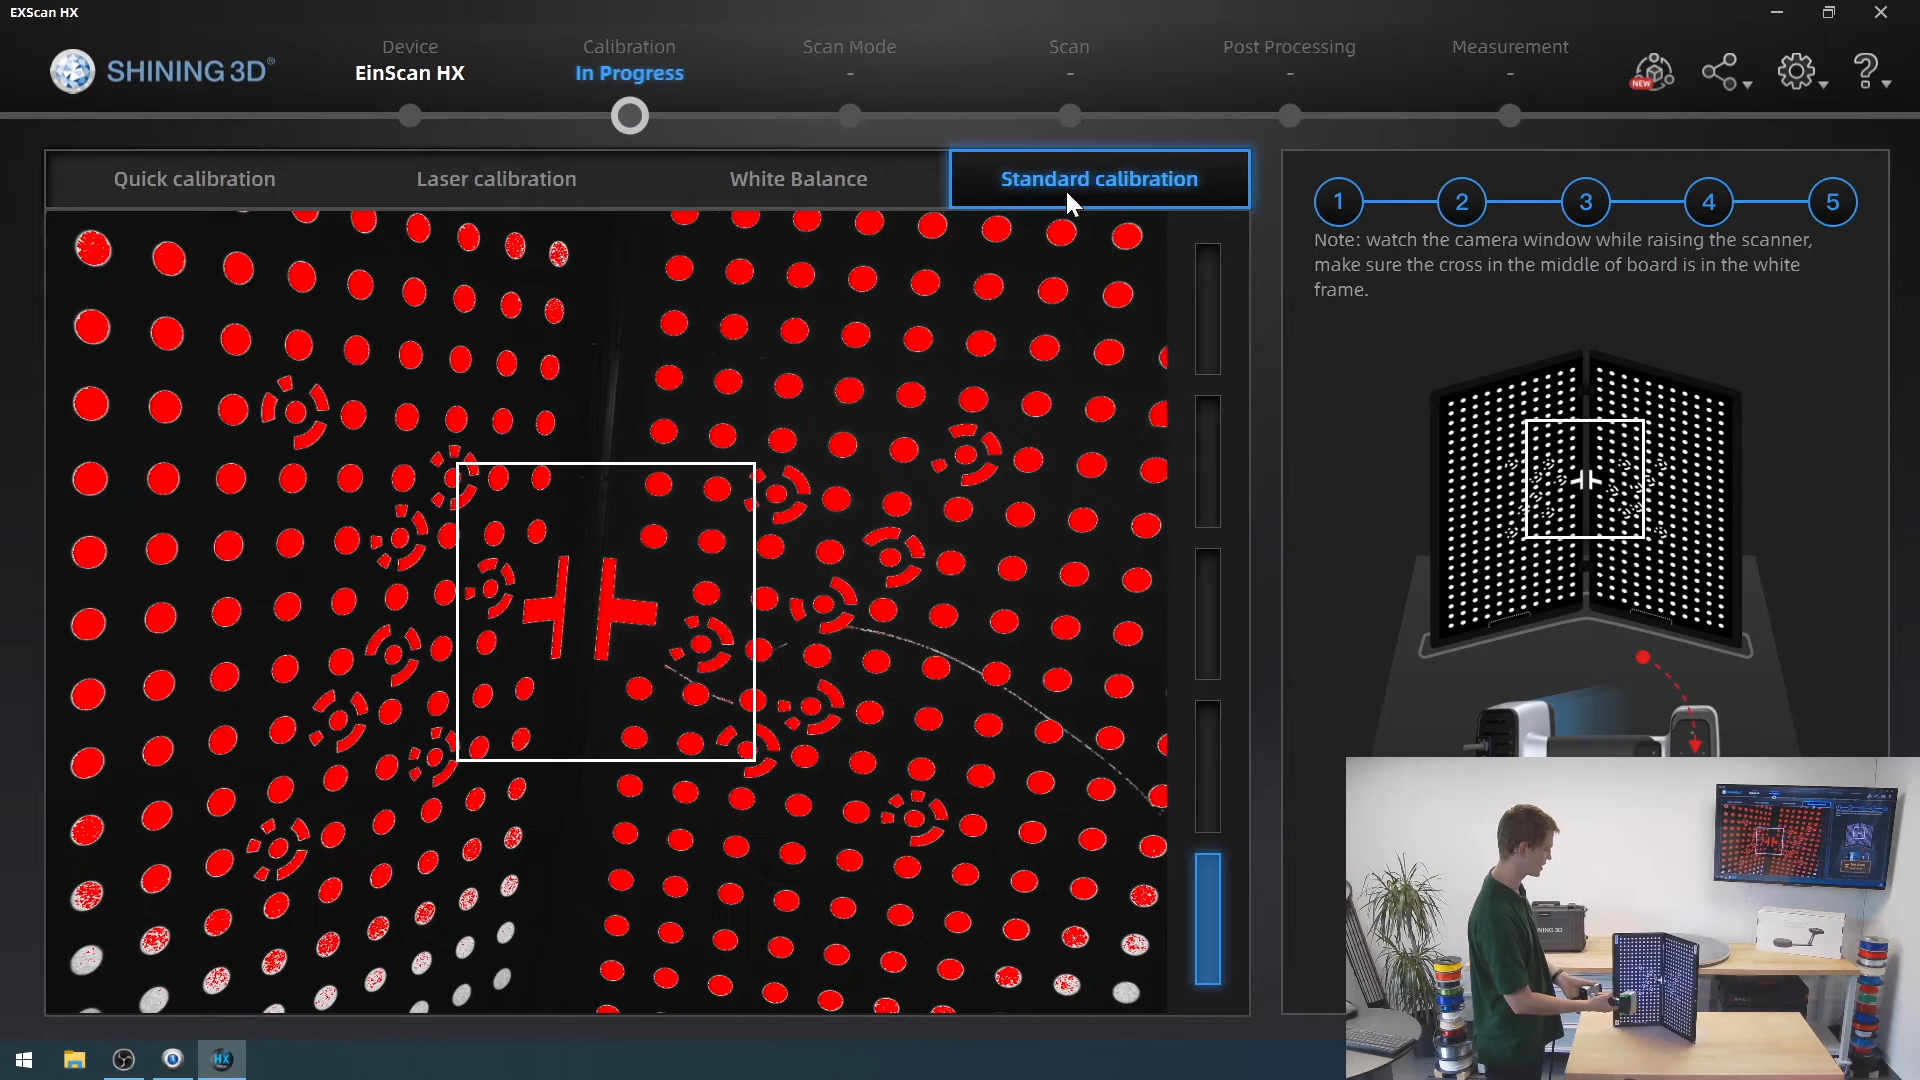 EXScan HX
SHINING 3D®
Device
EinScan HX
Calibration
In Progress
Scan Mode
-
Scan
-
Post Processing
-
Measurement
-
NEW
Quick calibration
Laser calibration
White Balance
Standard calibration
1
2
3
4
5
Note: watch the camera window while raising the scanner,
make sure the cross in the middle of board is in the white
frame.
HX